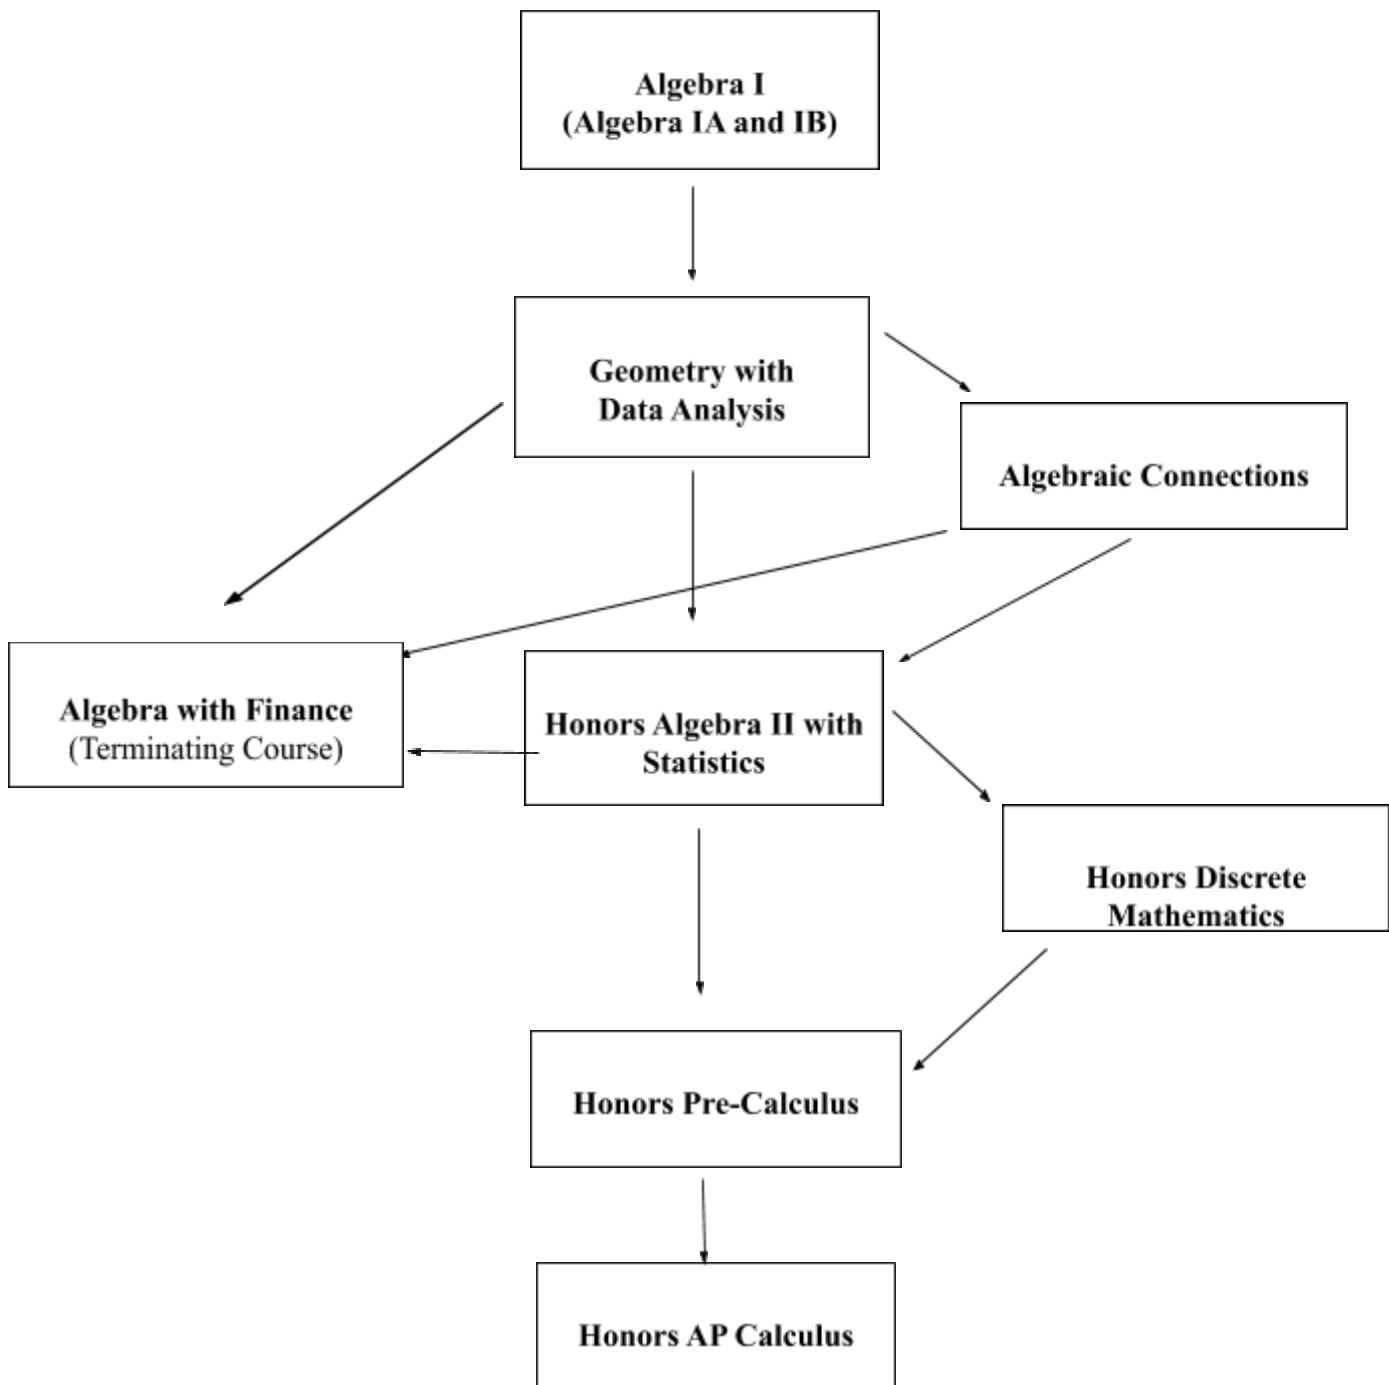 Algebra I
(Algebra IA and IB)
Geometry with
Data Analysis
Algebraic Connections
Algebra with Finance
(Terminating Course)
Honors Algebra II with
Statistics
Honors Discrete
Mathematics
Honors Pre-Calculus
Honors AP Calculus